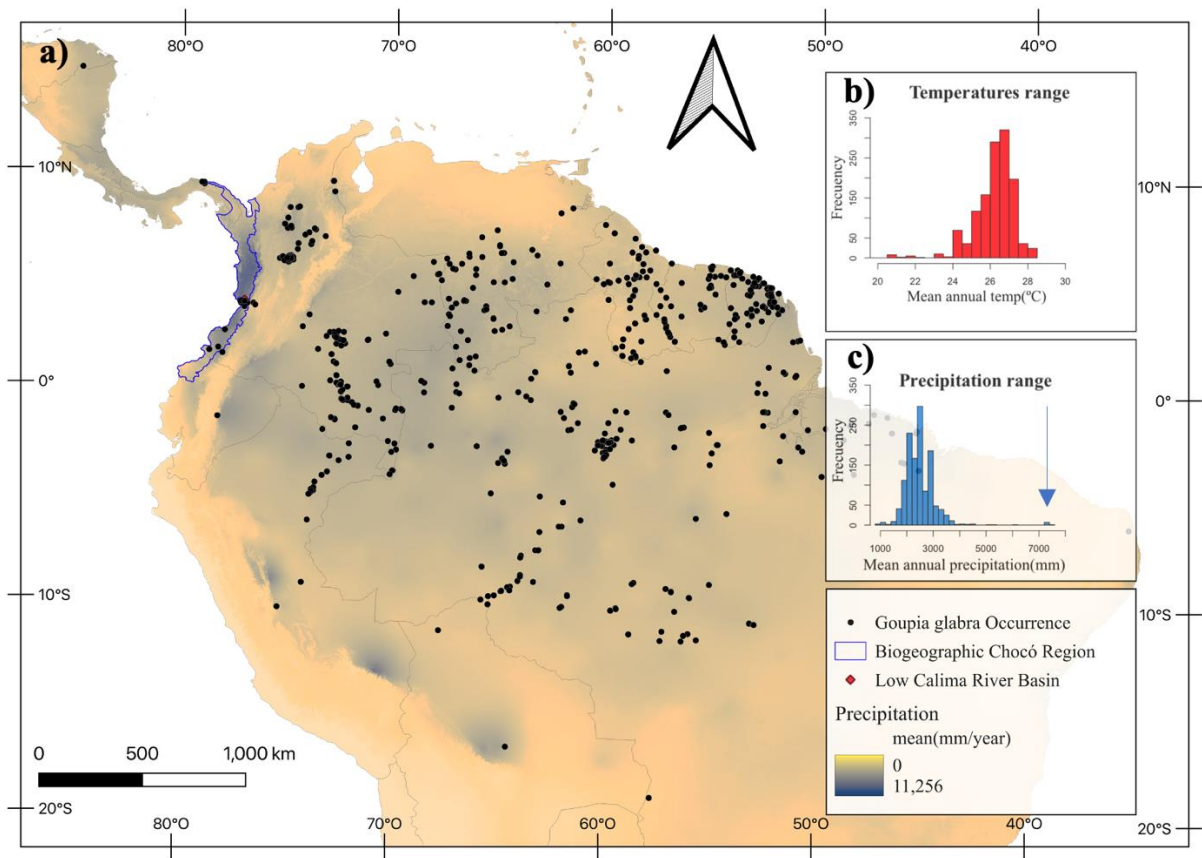 80°O 70°O 60°O 50°O 40°O
a)
10°N
0°
10°S
20°S
b)
Temperatures range
Frecuency
350
250
150
50
0
20 22 24 26 28 30
Mean annual temp(ºC)
10°N
c)
Precipitation range
Frecuency
350
250
150
50
0
1000 3000 5000 7000
Mean annual precipitation(mm)
0°
10°S
Goupia glabra Occurrence
Biogeographic Chocó Region
Low Calima River Basin
Precipitation
mean(mm/year)
0
11,256
20°S
0 500 1,000 km
80°O 70°O 60°O 50°O 40°O